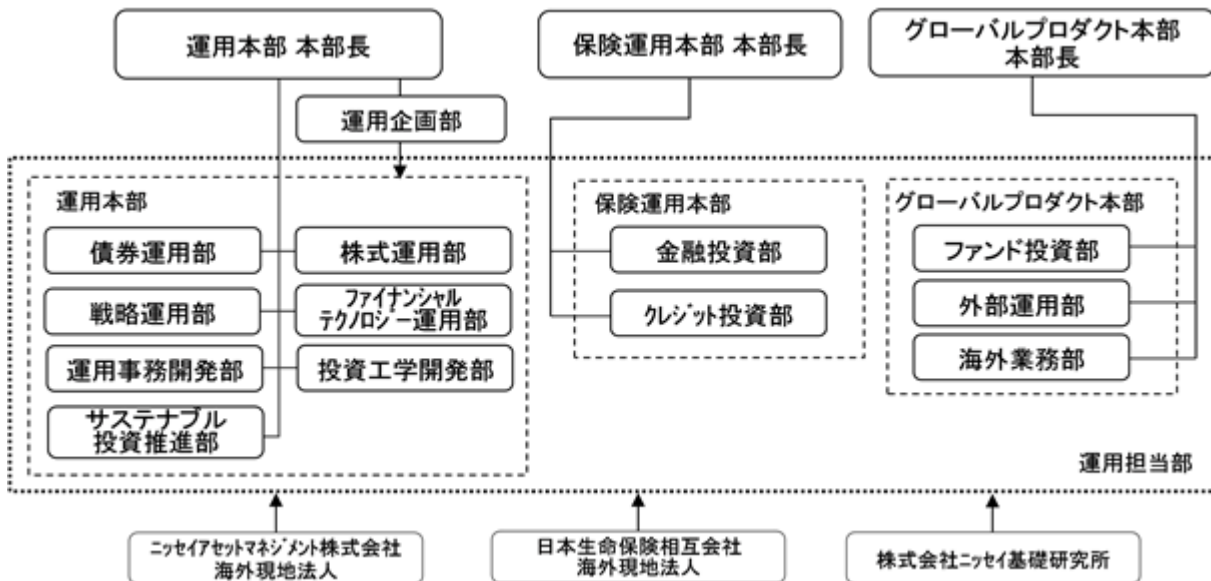 運用本部 本部長
保険運用本部 本部長
グローバルプロダクト本部
本部長
運用企画部
運用本部
債券運用部
株式運用部
戦略運用部
ファイナンシャル
テクノロジー運用部
運用事務開発部
投資工学開発部
サステナブル
投資推進部
保険運用本部
金融投資部
クレジット投資部
グローバルプロダクト本部
ファンド投資部
外部運用部
海外業務部
運用担当部
ニッセイアセットマネジメント株式会社
海外現地法人
日本生命保険相互会社
海外現地法人
株式会社ニッセイ基礎研究所